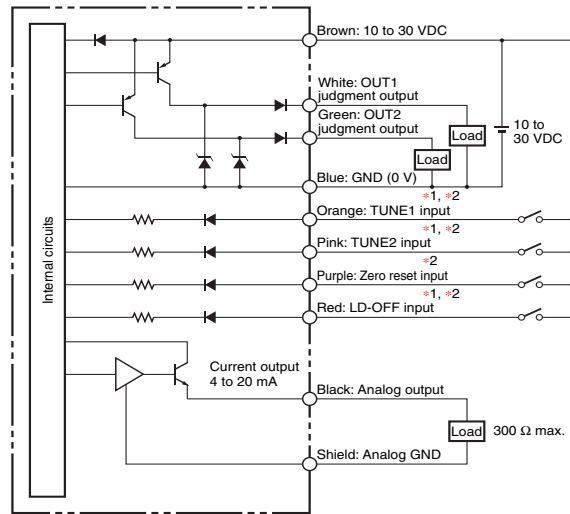 Brown: 10 to 30 VDC
White: OUT1
judgment output
Green: OUT2
judgment output
Load
Load
10 to
30 VDC
Blue: GND (0 V)
*1, *2
Orange: TUNE1 input
*1, *2
Pink: TUNE2 input
*2
Purple: Zero reset input
*1, *2
Red: LD-OFF input
Internal circuits
Current output
4 to 20 mA
Black: Analog output
Load
300 Ω max.
Shield: Analog GND